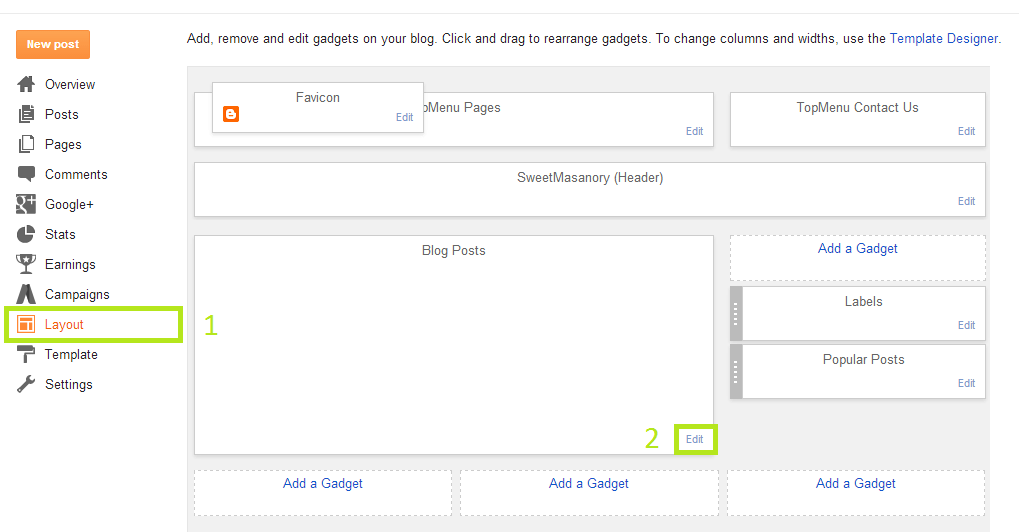 New post
Add, remove and edit gadgets on your blog. Click and drag to rearrange gadgets. To change columns and widths, use the Template Designer.
Overview
Posts
Pages
Comments
Google+
Stats
Earnings
Campaigns
Layout
Template
Settings
1
Favicon
Edit
pMenu Pages
Edit
TopMenu Contact Us
Edit
SweetMasanory (Header)
Edit
Blog Posts
2
Edit
Add a Gadget
Labels
Edit
Popular Posts
Edit
Add a Gadget
Add a Gadget
Add a Gadget